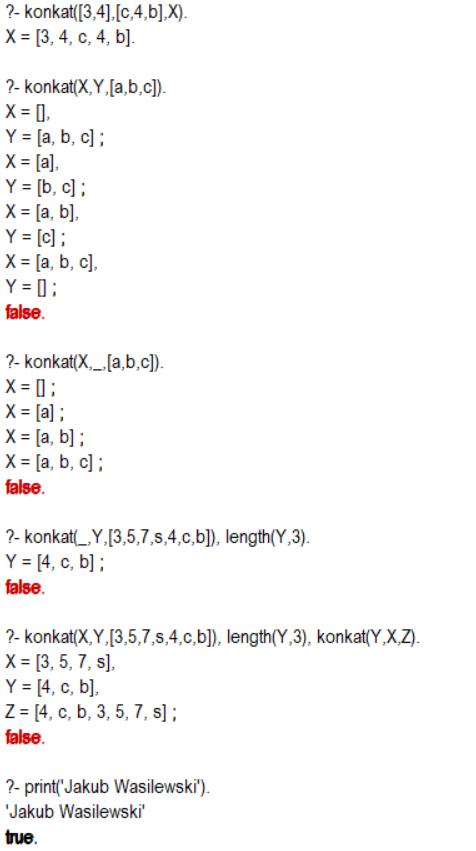 ?- konkat([3,4],[c,4,b],X).
X = [3, 4, c, 4, b].
?- konkat(X,Y,[a,b,c]).
X = [],
Y = [a, b, c] ;
X = [a],
Y = [b, c] ;
X = [a, b],
Y = [c] ;
X = [a, b, c],
Y = [] ;
false.
?- konkat(X,_,[a,b,c]).
X = [] ;
X = [a] ;
X = [a, b] ;
X = [a, b, c] ;
false.
?- konkat(_,Y,[3,5,7,s,4,c,b]), length(Y,3).
Y = [4, c, b] ;
false.
?- konkat(X,Y,[3,5,7,s,4,c,b]), length(Y,3), konkat(Y,X,Z).
X = [3, 5, 7, s],
Y = [4, c, b],
Z = [4, c, b, 3, 5, 7, s] ;
false.
?- print('Jakub Wasilewski').
'Jakub Wasilewski'
true.